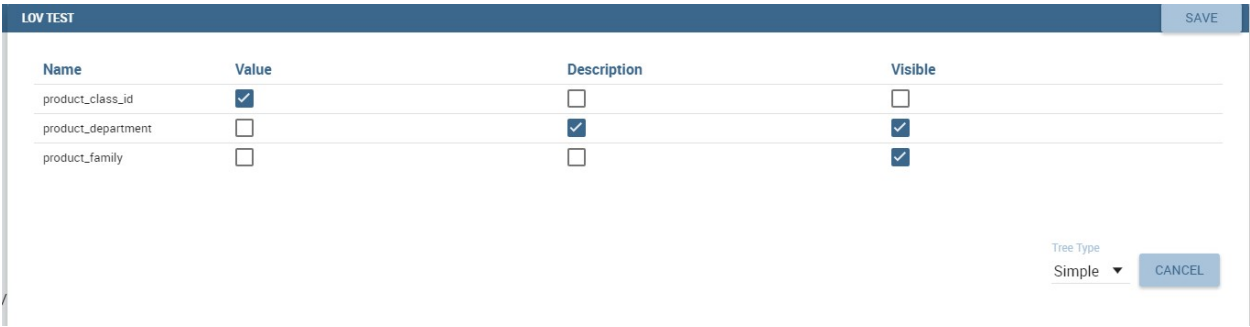 LOV TEST SAVE
Name Value Description Visible
product_class_id
product_department
product_family
Tree Type
Simple CANCEL